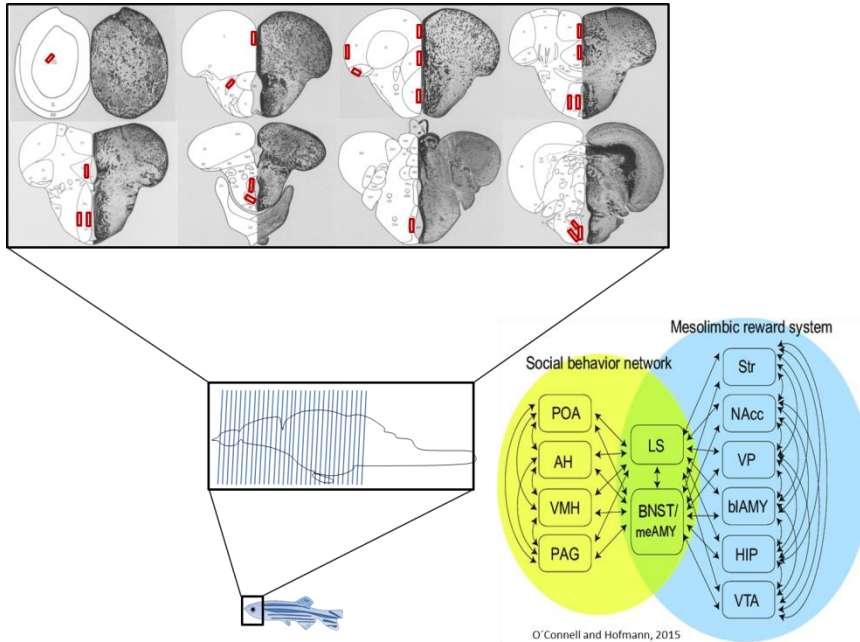 Mesolimbic reward system
Social behavior network
Str
POA
NAcc
LS
AH
VP
VMH
BNST/
meAMY
blAMY
PAG
HIP
VTA
O´Connell and Hofmann, 2015